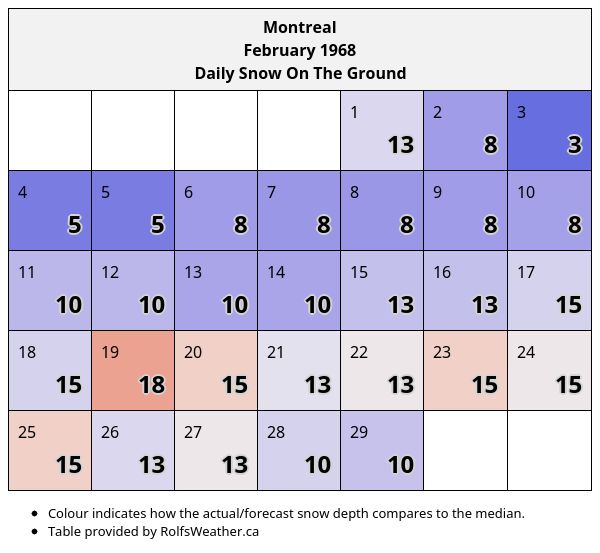 Montreal
February 1968
Daily Snow On The Ground
1 2 3
13 8 3
4 5 6 7 8 9 10
5 5 8 8 8 8 8
11 12 13 14 15 16 17
10 10 10 10 13 13 15
18 19 20 21 22 23 24
15 18 15 13 13 15 15
25 26 27 28 29
15 13 13 10 10
Colour indicates how the actual/forecast snow depth compares to the median.
Table provided by RolfsWeather.ca